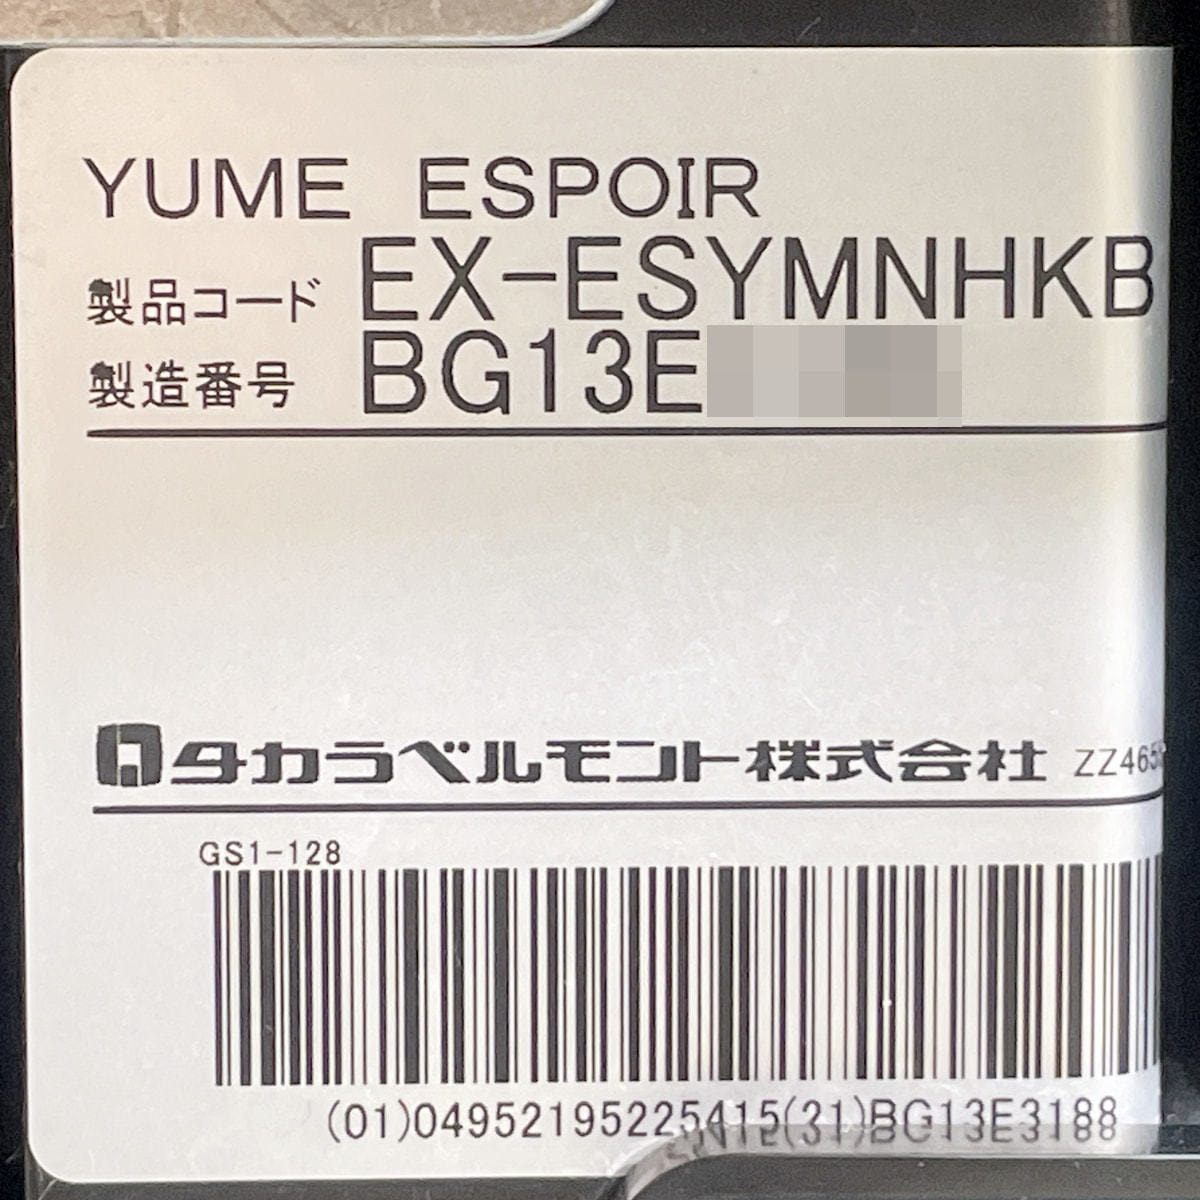 YUME ESPOIR
製品コード EX-ESYMNHKB
製造番号 BG13E
タカラベルモント株式会社 ZZ465
GS1-128
(01)04952195225415(21)BG13E3188